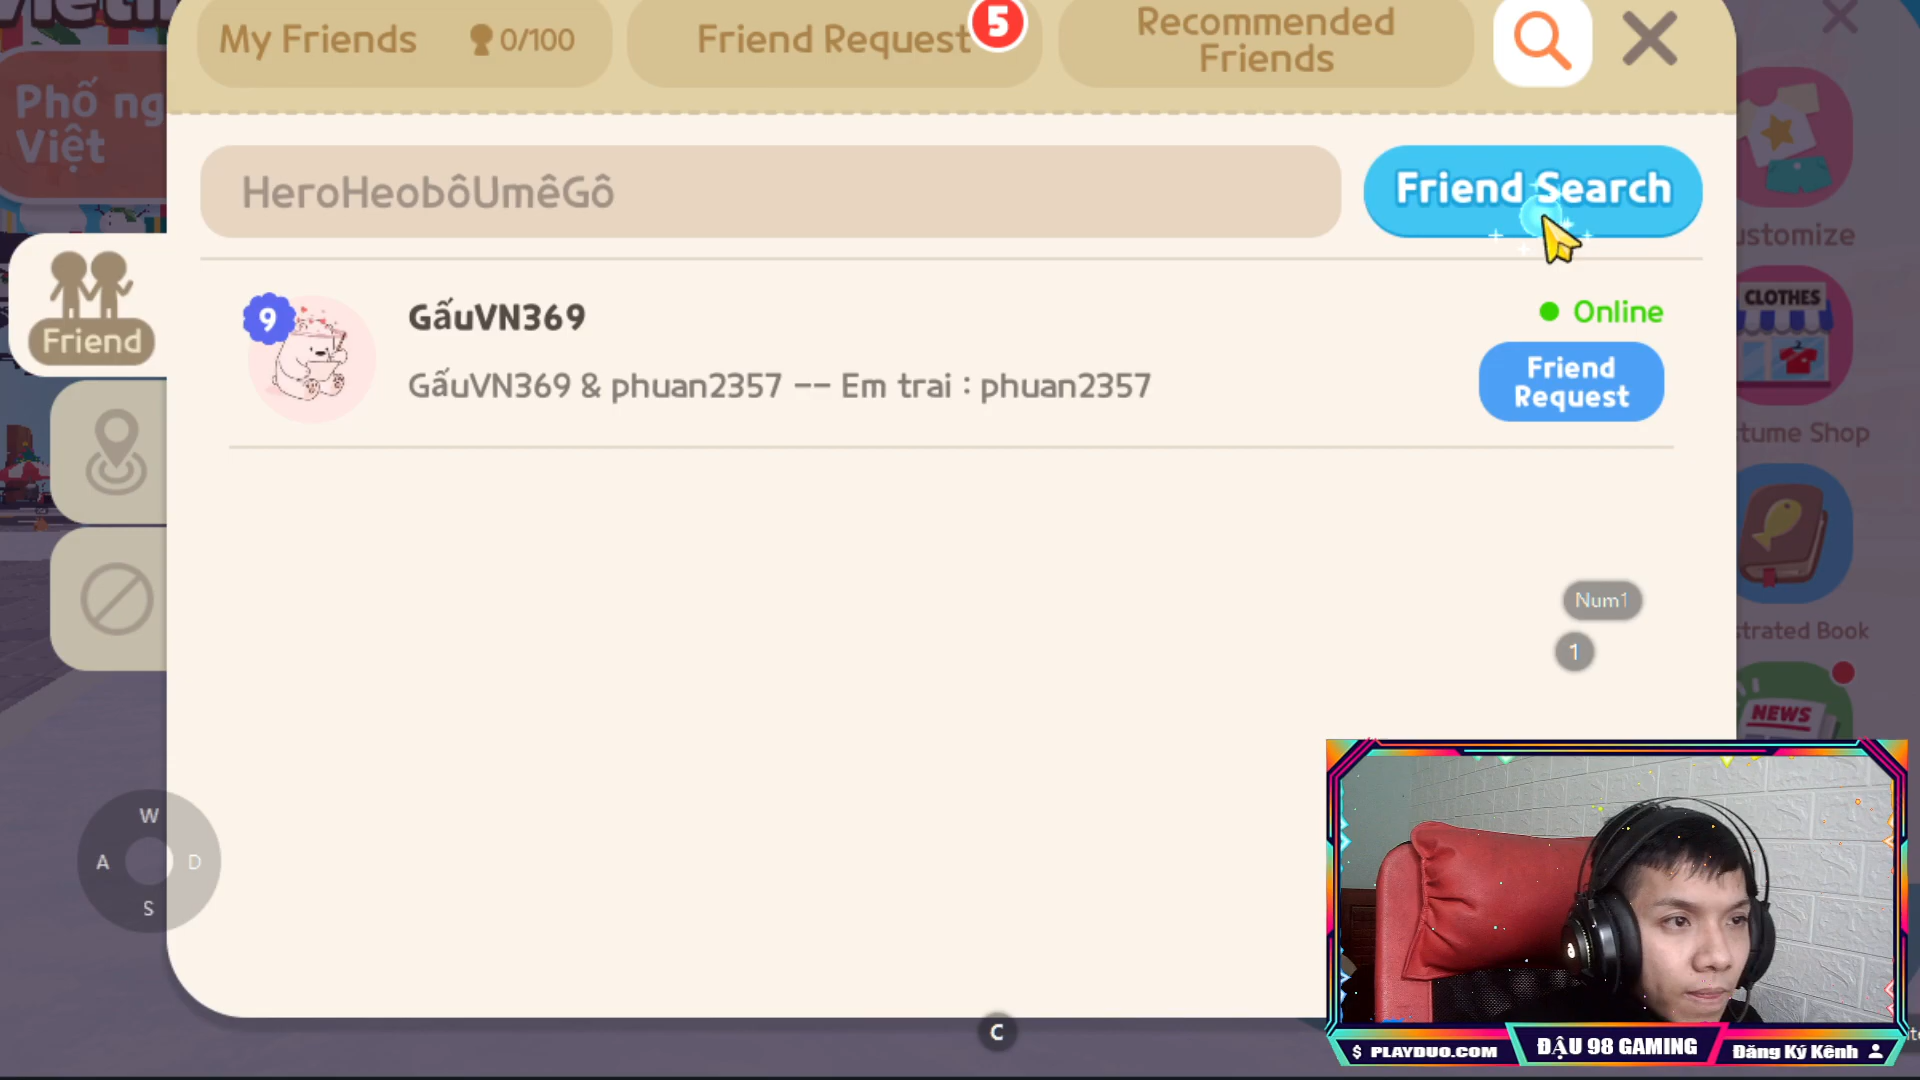 My Friends
0/100
Friend Request
5
Recommended
Friends
Phố ng
Việt
HeroHeobôUmêGô
Friend Search
Friend
9
GấuVN369
Online
GấuVN369 & phuan2357 -- Em trai : phuan2357
Friend
Request
ustomize
CLOTHES
tume Shop
Num1
1
strated Book
NEWS
W
A
D
S
C
$ PLAYDUO.COM
ĐẬU 98 GAMING
Đăng Ký Kênh